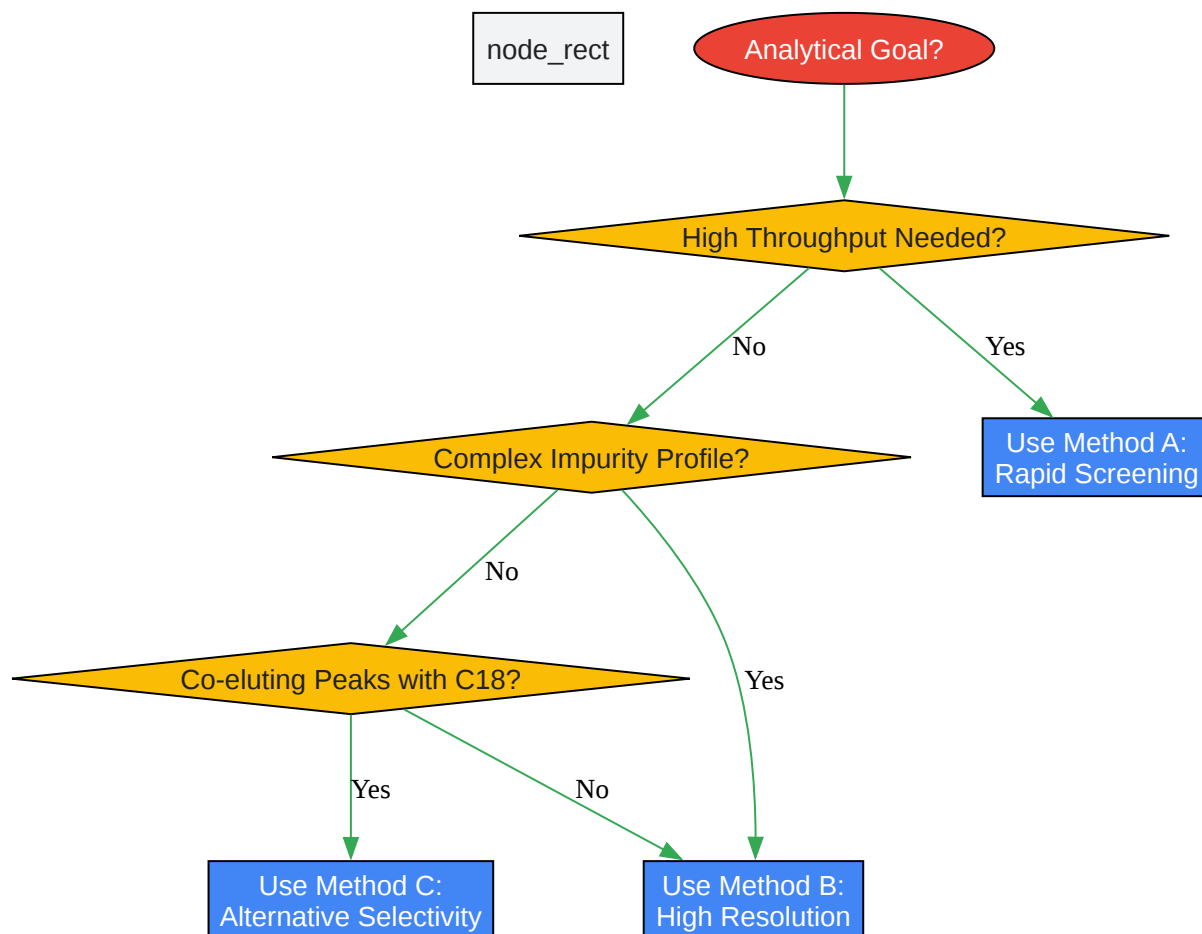 node_rect
Analytical Goal?
High Throughput Needed?
No
Yes
Complex Impurity Profile?
Use Method A:
Rapid Screening
No
Yes
Co-eluting Peaks with C18?
Yes
No
Use Method C:
Alternative Selectivity
Use Method B:
High Resolution